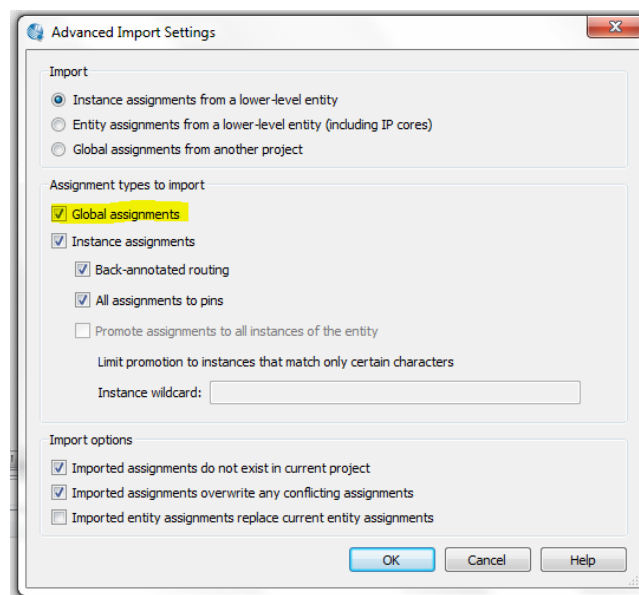 Advanced Import Settings
Import
Instance assignments from a lower-level entity
Entity assignments from a lower-level entity (including IP cores)
Global assignments from another project
Assignment types to import
Global assignments
Instance assignments
Back-annotated routing
All assignments to pins
Promote assignments to all instances of the entity
Limit promotion to instances that match only certain characters
Instance wildcard:
Import options
Imported assignments do not exist in current project
Imported assignments overwrite any conflicting assignments
Imported entity assignments replace current entity assignments
OK Cancel Help